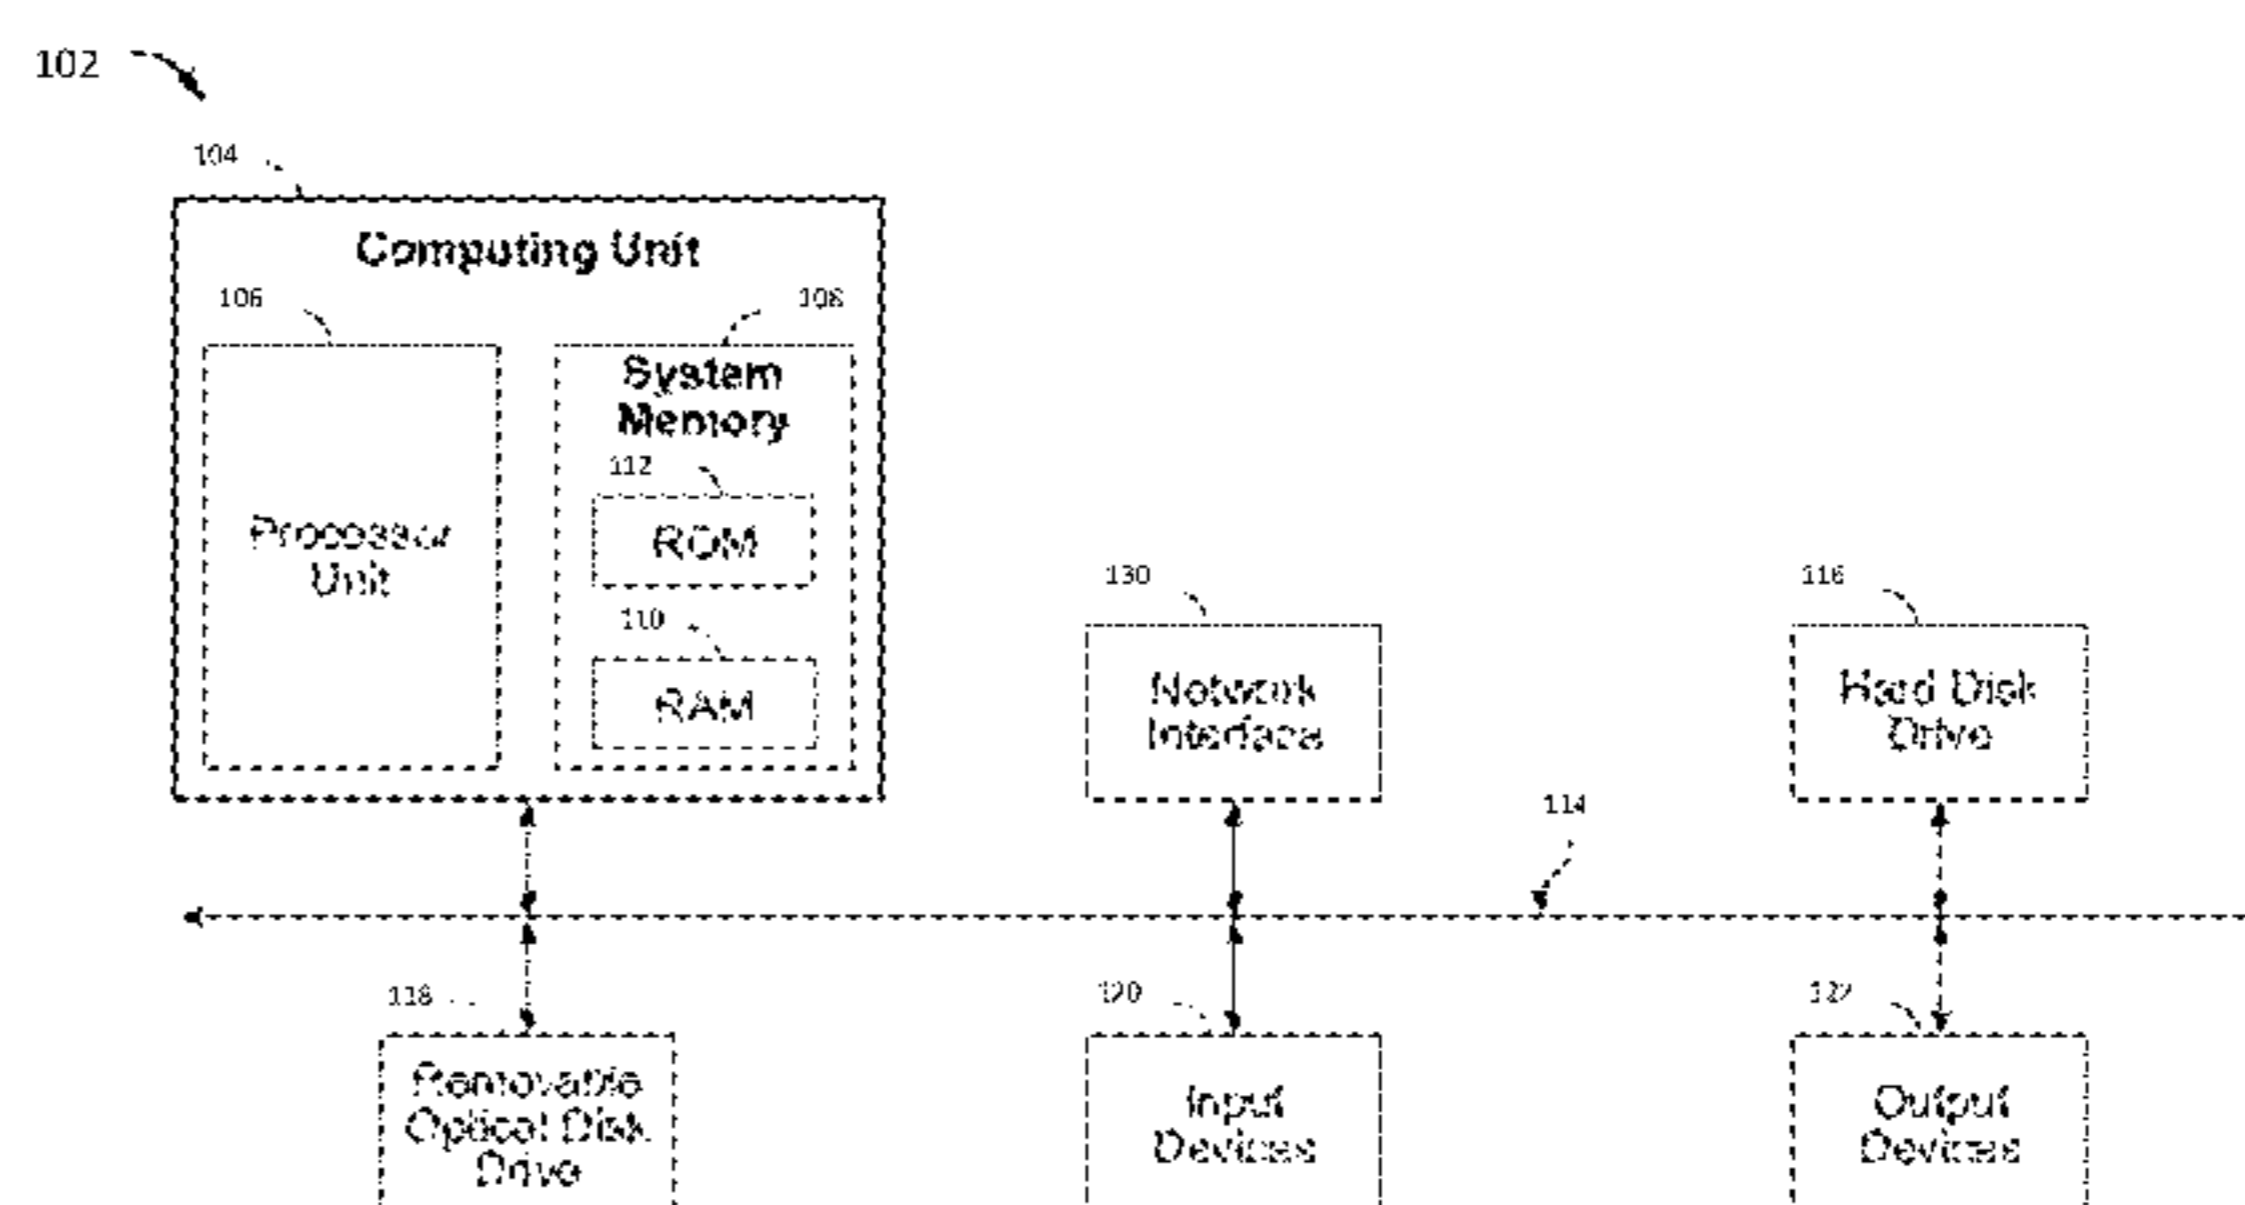 102
104
Computing Unit
106
108
System
Memory
112
Processor
Unit
ROM
110
RAM
130
116
Network
Interface
Hard Disk
Drive
114
118
120
122
Removable
Optical Disk
Drive
Input
Devices
Output
Devices